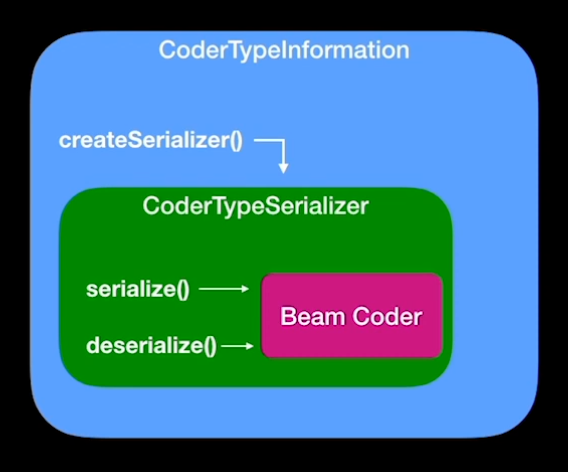 CoderTypeInformation
createSerializer()
CoderTypeSerializer
serialize()
Beam Coder
deserialize()